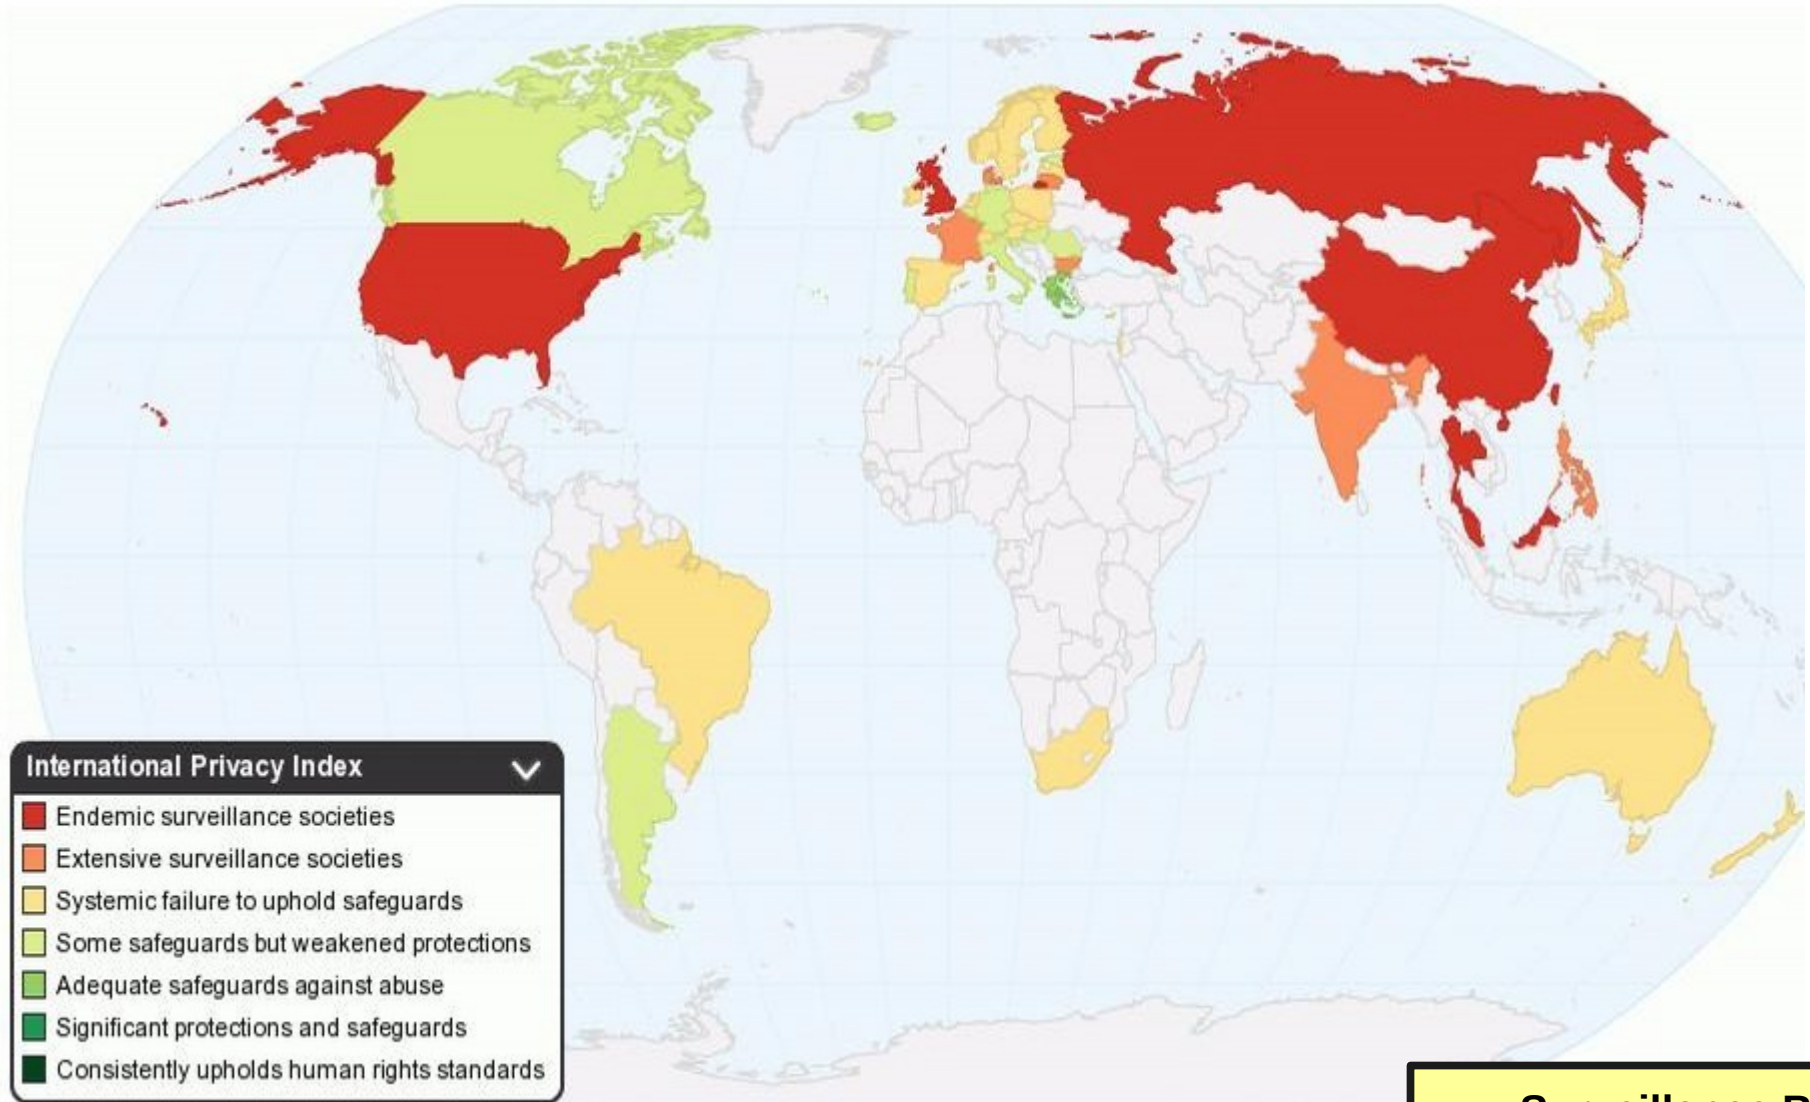 International Privacy Index
Endemic surveillance societies
Extensive surveillance societies
Systemic failure to uphold safeguards
Some safeguards but weakened protections
Adequate safeguards against abuse
Significant protections and safeguards
Consistently upholds human rights standards
Surveillance